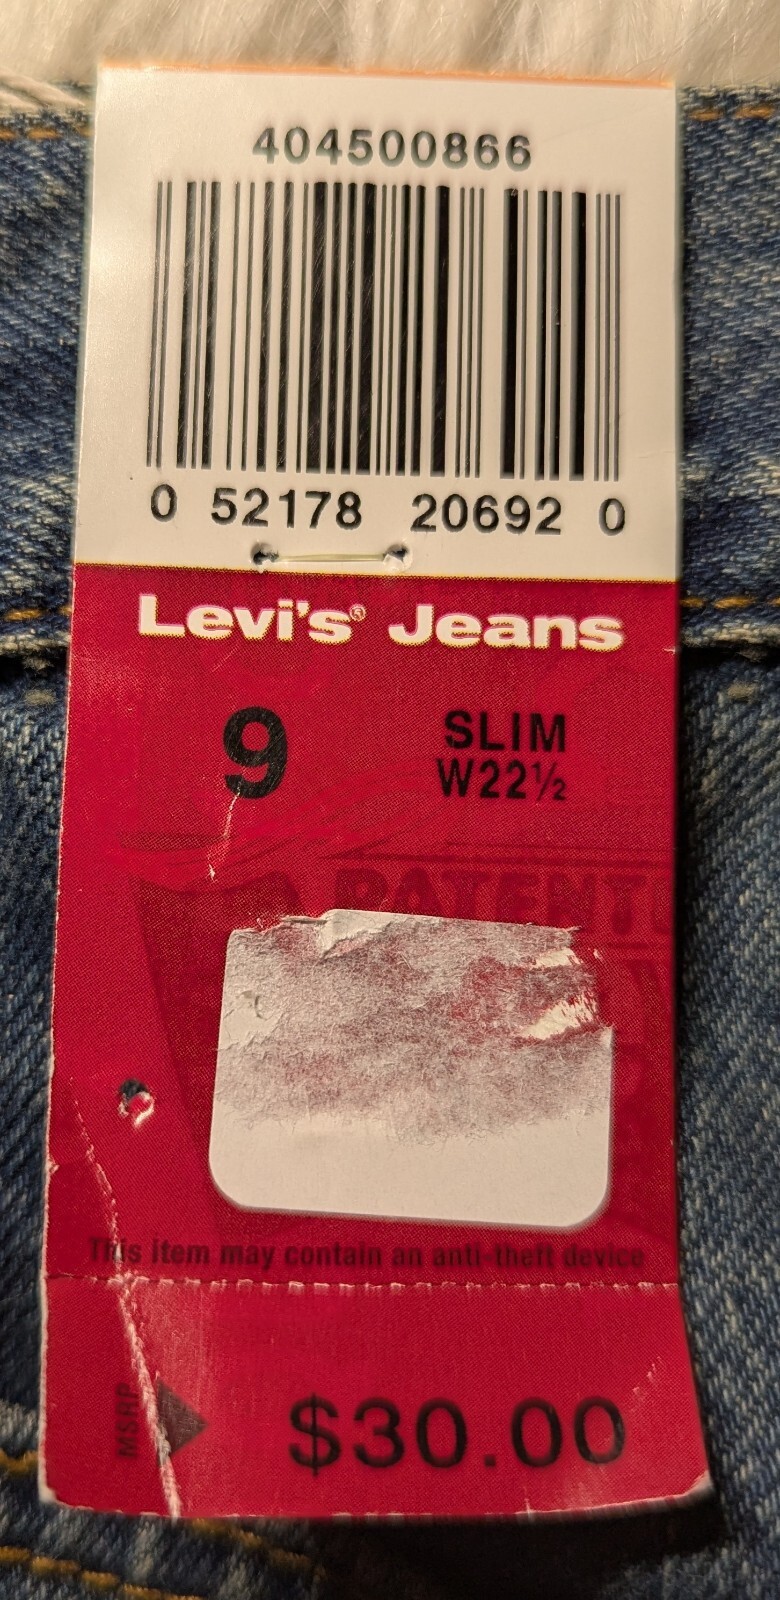 404500866
0 52178 20692 0
Levi's® Jeans
9
SLIM
W22½
PATENT
This item may contain an anti-theft device
MSRP
$30.00